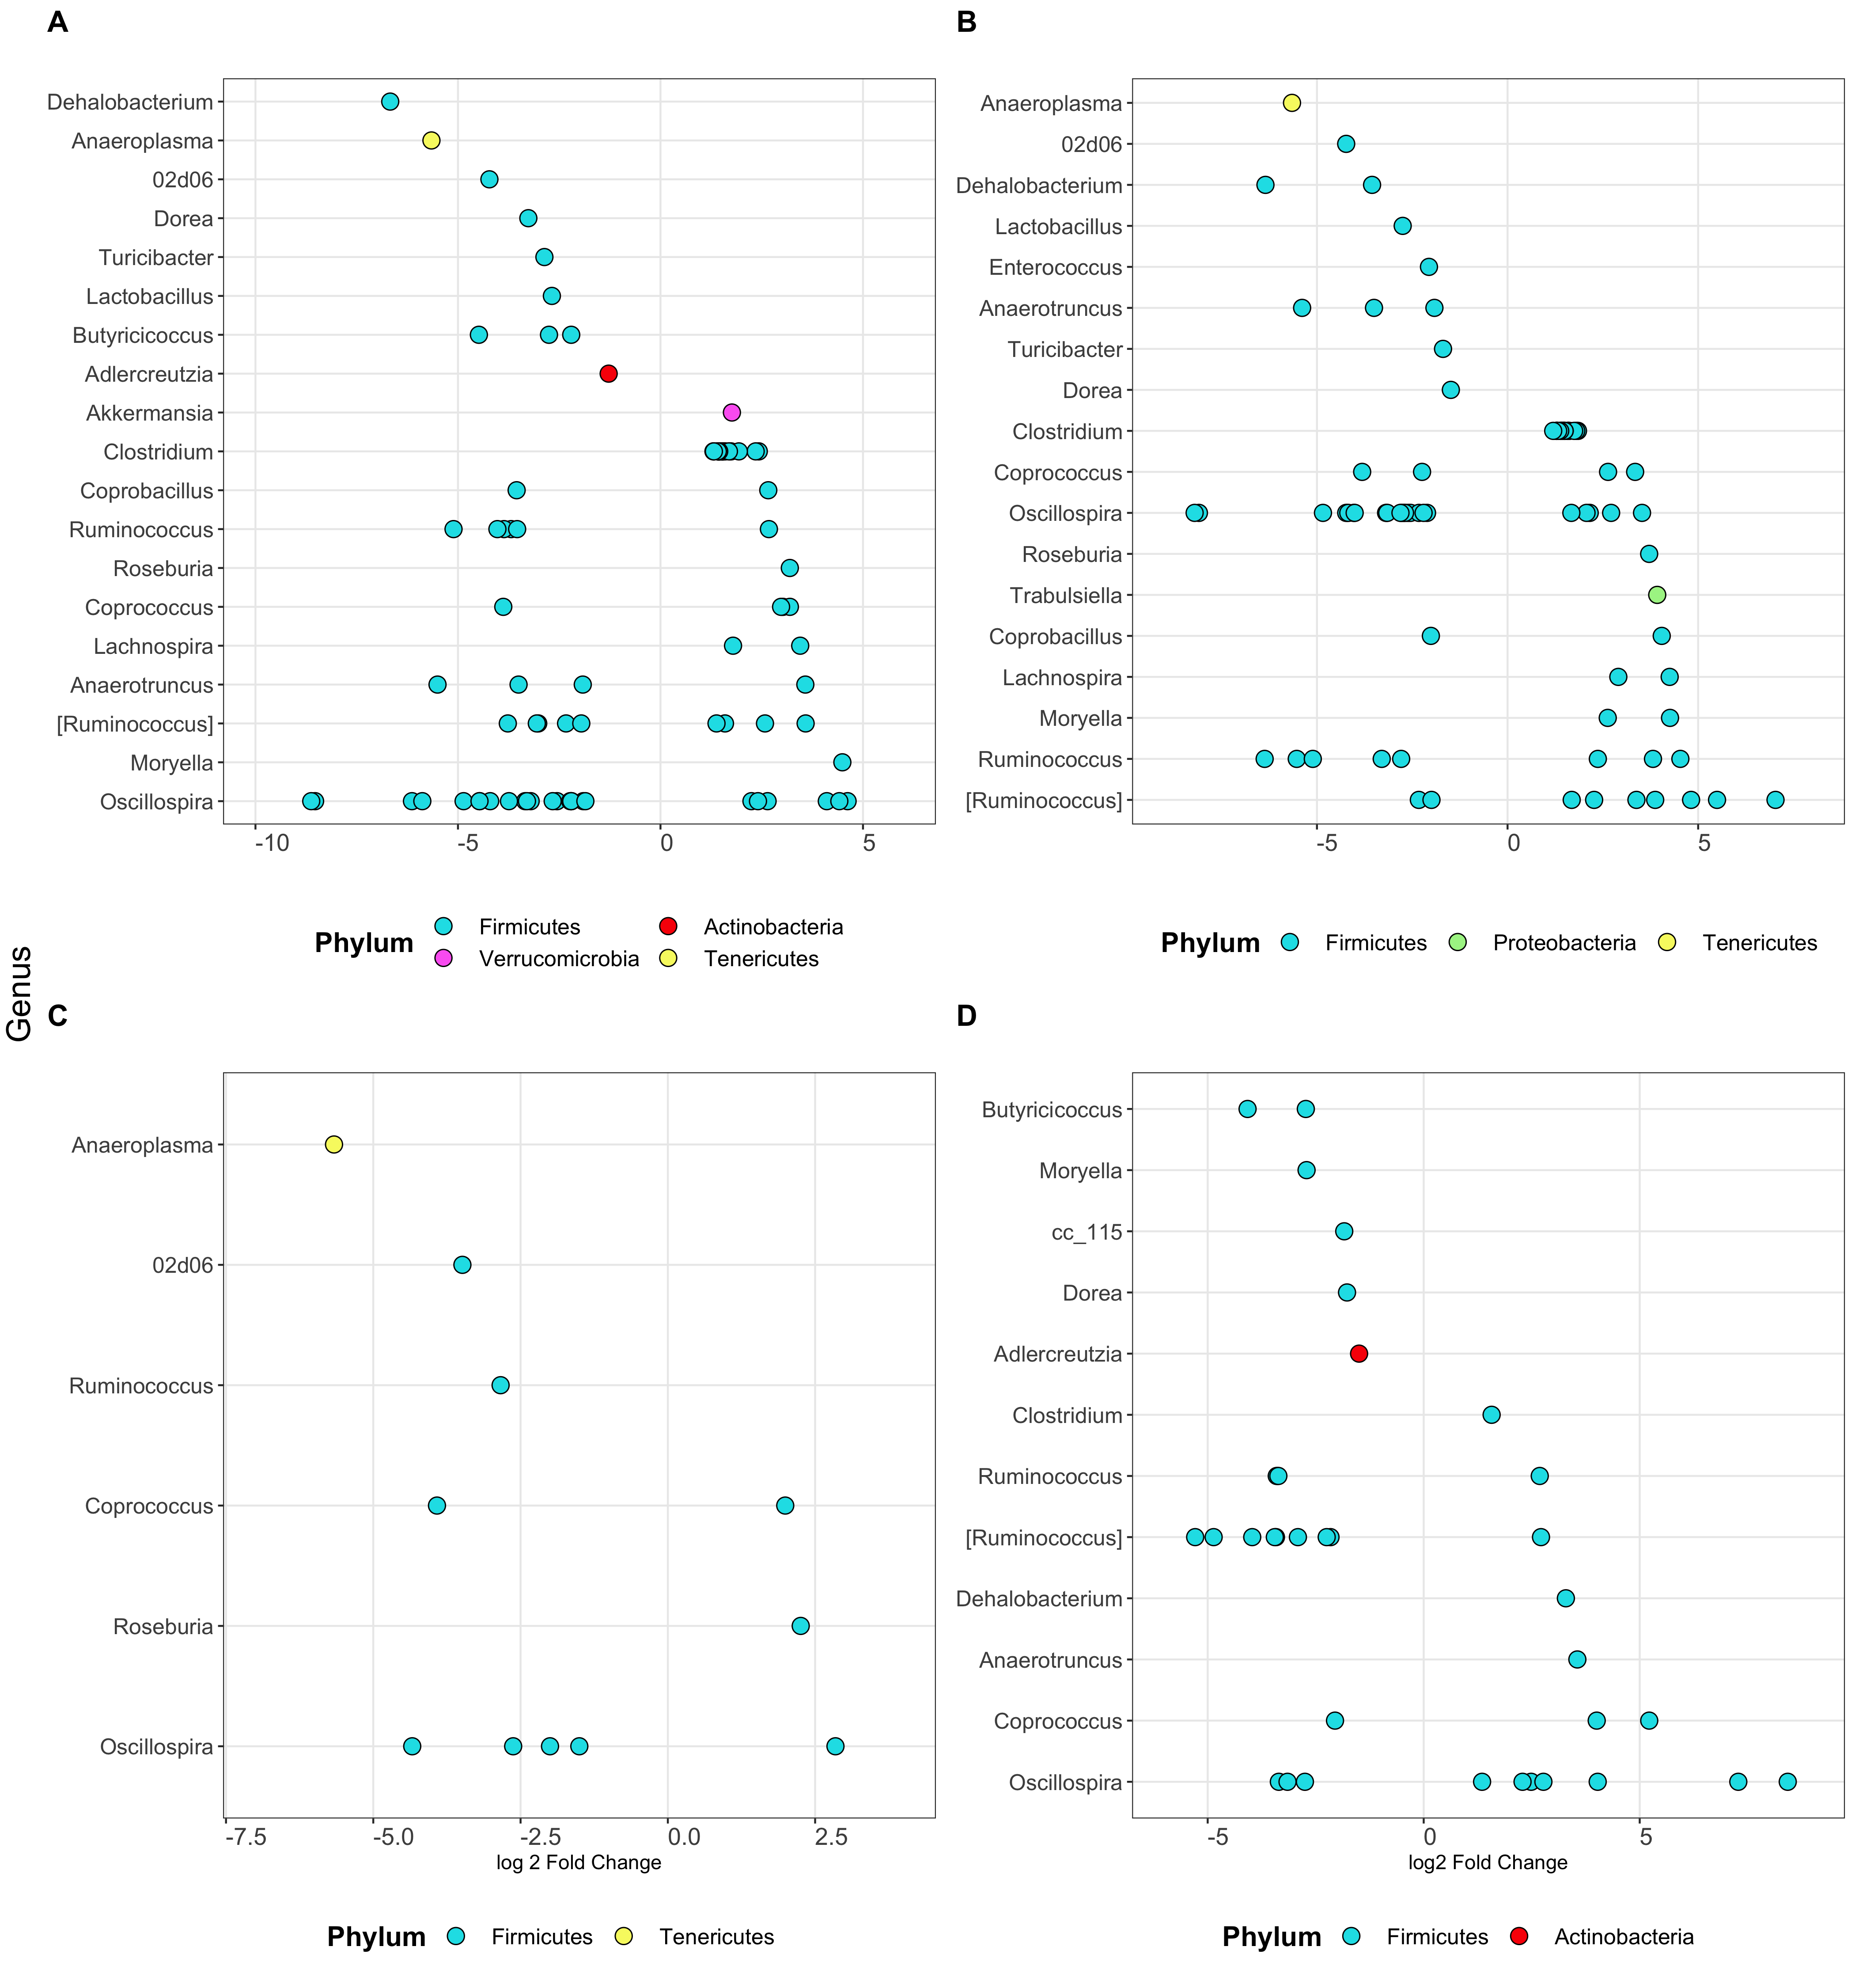 A
Dehalobacterium
Anaeroplasma
02d06
Dorea
Turicibacter
Lactobacillus
Butyricicoccus
Adlercreutzia
Akkermansia
Clostridium
Coprobacillus
Ruminococcus
Roseburia
Coprococcus
Lachnospira
Anaerotruncus
[Ruminococcus]
Moryella
Oscillospira
-10 -5 0 5
Phylum
Firmicutes Actinobacteria
Verrucomicrobia Tenericutes
B
Anaeroplasma
02d06
Dehalobacterium
Lactobacillus
Enterococcus
Anaerotruncus
Turicibacter
Dorea
Clostridium
Coprococcus
Oscillospira
Roseburia
Trabulsiella
Coprobacillus
Lachnospira
Moryella
Ruminococcus
[Ruminococcus]
-5 0 5
Phylum Firmicutes Proteobacteria Tenericutes
Genus
C
Anaeroplasma
02d06
Ruminococcus
Coprococcus
Roseburia
Oscillospira
-7.5 -5.0 -2.5 0.0 2.5
log 2 Fold Change
Phylum Firmicutes Tenericutes
D
Butyricicoccus
Moryella
cc_115
Dorea
Adlercreutzia
Clostridium
Ruminococcus
[Ruminococcus]
Dehalobacterium
Anaerotruncus
Coprococcus
Oscillospira
-5 0 5
log2 Fold Change
Phylum Firmicutes Actinobacteria